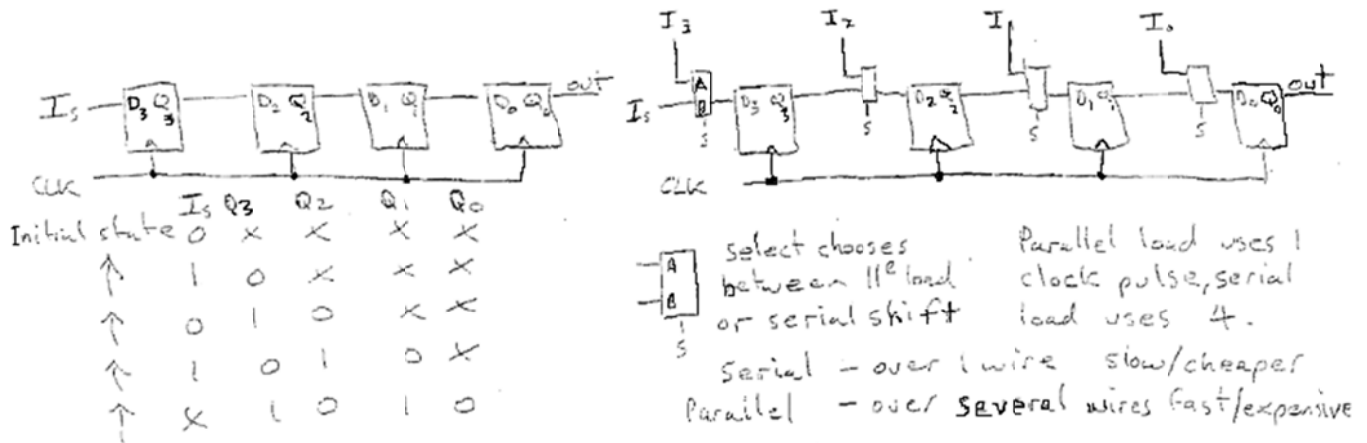 I₃ I₂ I I₀
Iₛ D₃ Q₃ D₂ Q₂ D₁ Q₁ D₀ Q₀ out
CLK
Iₛ Q₃ Q₂ Q₁ Q₀
Initial state 0 x x x x
↑ 1 0 x x x
↑ 0 1 0 x x
↑ 1 0 1 0 x
↑ x 1 0 1 0
Iₛ A B S D₃ Q₃ S D₂ Q₂ S D₁ Q₁ S D₀ Q₀ out
CLK
A
B
S
select chooses
between 11ᵉ load
or serial shift
Parallel load uses 1
clock pulse, serial
load uses 4.
Serial - over 1 wire slow/cheaper
Parallel - over several wires fast/expensive